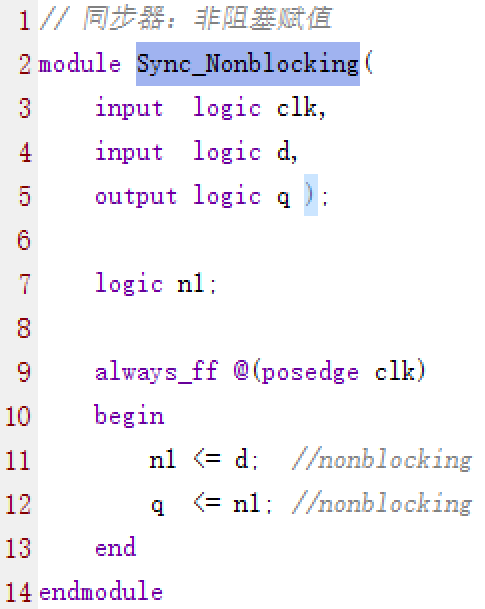 1 // 同步器：非阻塞赋值
2 module Sync_Nonblocking(
3     input  logic clk,
4     input  logic d,
5     output logic q );
6
7     logic n1;
8
9     always_ff @(posedge clk)
10    begin
11        n1 <= d;  //nonblocking
12        q  <= n1; //nonblocking
13    end
14 endmodule